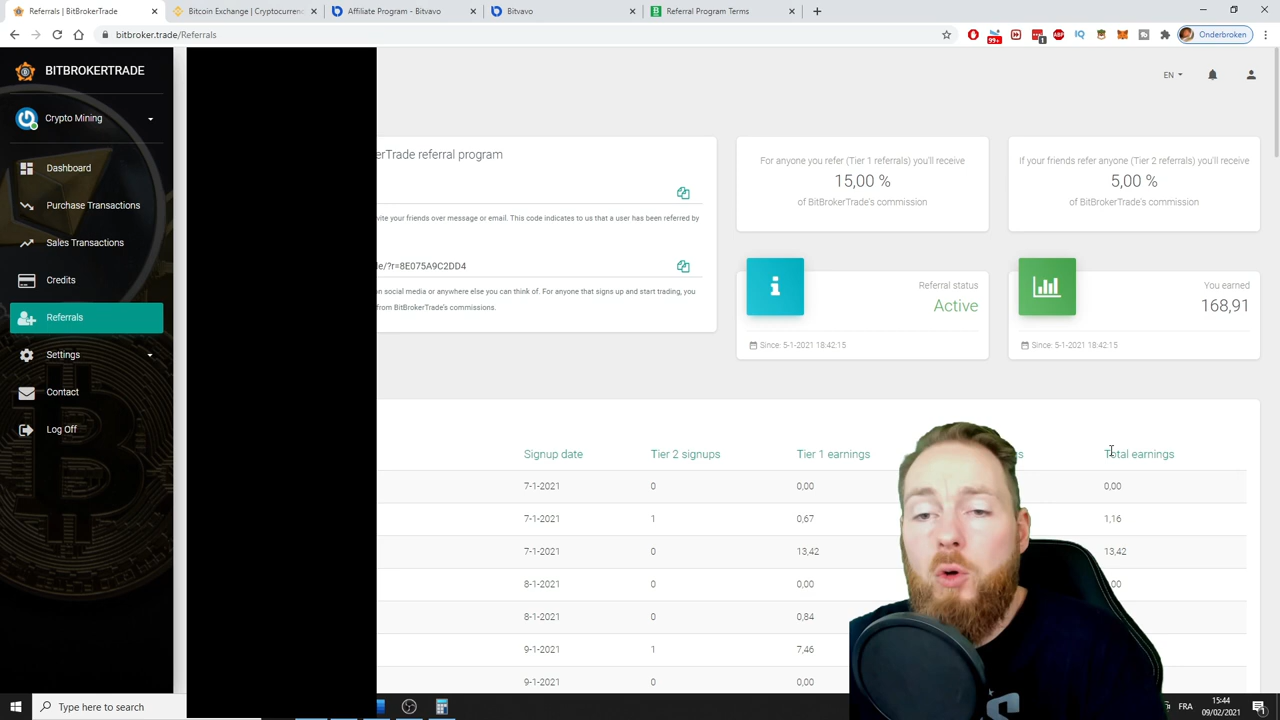 Referrals | BitBrokerTrade
Bitcoin Exchange | Cryptocurren
Affiliate Program - Bitvavo
Bitvavo
Referral Program Terms
bitbroker.trade/Referrals
99+
1
ABP
IQ
Onderbroken
BITBROKERTRADE
Crypto Mining
Dashboard
Purchase Transactions
Sales Transactions
Credits
Referrals
Settings
Contact
Log Off
EN
erTrade referral program
vite your friends over message or email. This code indicates to us that a user has been referred by
de/?r=8E075A9C2DD4
on social media or anywhere else you can think of. For anyone that signs up and start trading, you
from BitBrokerTrade's commissions.
For anyone you refer (Tier 1 referrals) you'll receive
15,00 %
of BitBrokerTrade's commission
If your friends refer anyone (Tier 2 referrals) you'll receive
5,00 %
of BitBrokerTrade's commission
Referral status
Active
Since: 5-1-2021 18:42:15
You earned
168,91
Since: 5-1-2021 18:42:15
Signup date Tier 2 signups Tier 1 earnings Total earnings
7-1-2021 0 0,00 0,00
7-1-2021 1 0,67 1,16
7-1-2021 0 13,42 13,42
8-1-2021 0 0,00
8-1-2021 0 0,84
9-1-2021 1 7,46
9-1-2021 0 0,00
Type here to search
FRA
15:44
09/02/2021